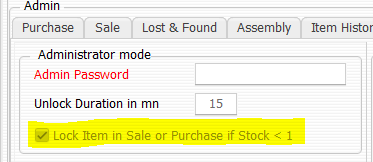 Admin
Purchase Sale Lost & Found Assembly Item Histor
Administrator mode
Admin Password
Unlock Duration in mn 15
Lock Item in Sale or Purchase if Stock < 1